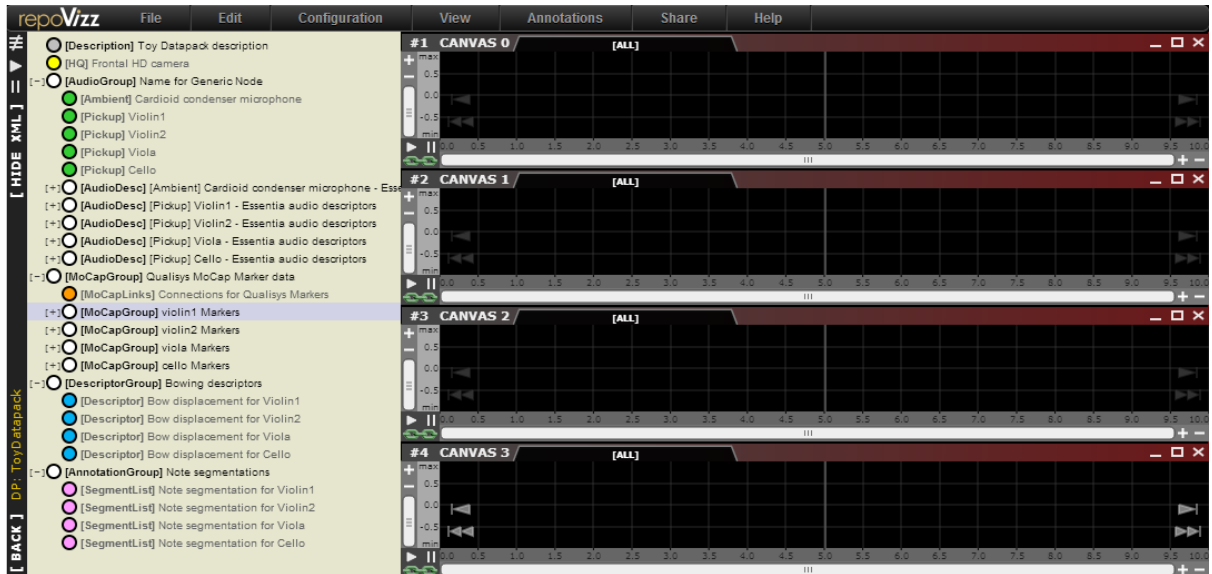 repoVizz File Edit Configuration View Annotations Share Help
[Description] Toy Datapack description
[HQ] Frontal HD camera
[-] [AudioGroup] Name for Generic Node
[Ambient] Cardioid condenser microphone
[Pickup] Violin1
[Pickup] Violin2
[Pickup] Viola
[Pickup] Cello
[+] [AudioDesc] [Ambient] Cardioid condenser microphone - Esse
[+] [AudioDesc] [Pickup] Violin1 - Essentia audio descriptors
[+] [AudioDesc] [Pickup] Violin2 - Essentia audio descriptors
[+] [AudioDesc] [Pickup] Viola - Essentia audio descriptors
[+] [AudioDesc] [Pickup] Cello - Essentia audio descriptors
[-] [MoCapGroup] Qualisys MoCap Marker data
[MoCapLinks] Connections for Qualisys Markers
[+] [MoCapGroup] violin1 Markers
[+] [MoCapGroup] violin2 Markers
[+] [MoCapGroup] viola Markers
[+] [MoCapGroup] cello Markers
[-] [DescriptorGroup] Bowing descriptors
[Descriptor] Bow displacement for Violin1
[Descriptor] Bow displacement for Violin2
[Descriptor] Bow displacement for Viola
[Descriptor] Bow displacement for Cello
[-] [AnnotationGroup] Note segmentations
[SegmentList] Note segmentation for Violin1
[SegmentList] Note segmentation for Violin2
[SegmentList] Note segmentation for Viola
[SegmentList] Note segmentation for Cello
[ HIDE XML ]
DP: ToyDatapack
[ BACK ]
#1 CANVAS 0 [ALL]
max
0.5
0.0
-0.5
min
0.0 0.5 1.0 1.5 2.0 2.5 3.0 3.5 4.0 4.5 5.0 5.5 6.0 6.5 7.0 7.5 8.0 8.5 9.0 9.5 10.0
#2 CANVAS 1 [ALL]
max
0.5
0.0
-0.5
min
0.0 0.5 1.0 1.5 2.0 2.5 3.0 3.5 4.0 4.5 5.0 5.5 6.0 6.5 7.0 7.5 8.0 8.5 9.0 9.5 10.0
#3 CANVAS 2 [ALL]
max
0.5
0.0
-0.5
min
0.0 0.5 1.0 1.5 2.0 2.5 3.0 3.5 4.0 4.5 5.0 5.5 6.0 6.5 7.0 7.5 8.0 8.5 9.0 9.5 10.0
#4 CANVAS 3 [ALL]
max
0.5
0.0
-0.5
min
0.0 0.5 1.0 1.5 2.0 2.5 3.0 3.5 4.0 4.5 5.0 5.5 6.0 6.5 7.0 7.5 8.0 8.5 9.0 9.5 10.0